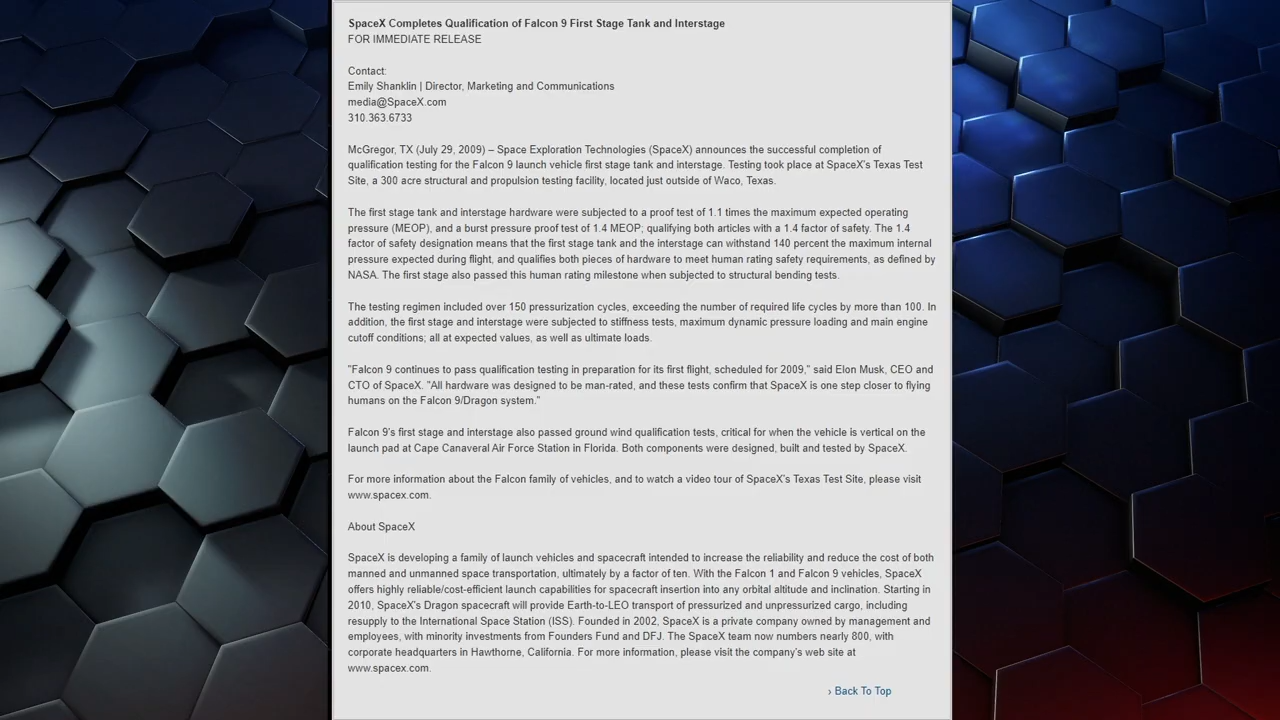 SpaceX Completes Qualification of Falcon 9 First Stage Tank and Interstage
FOR IMMEDIATE RELEASE
Contact:
Emily Shanklin | Director, Marketing and Communications
media@SpaceX.com
310.363.6733
McGregor, TX (July 29, 2009) – Space Exploration Technologies (SpaceX) announces the successful completion of
qualification testing for the Falcon 9 launch vehicle first stage tank and interstage. Testing took place at SpaceX's Texas Test
Site, a 300 acre structural and propulsion testing facility, located just outside of Waco, Texas.
The first stage tank and interstage hardware were subjected to a proof test of 1.1 times the maximum expected operating
pressure (MEOP), and a burst pressure proof test of 1.4 MEOP; qualifying both articles with a 1.4 factor of safety. The 1.4
factor of safety designation means that the first stage tank and the interstage can withstand 140 percent the maximum internal
pressure expected during flight, and qualifies both pieces of hardware to meet human rating safety requirements, as defined by
NASA. The first stage also passed this human rating milestone when subjected to structural bending tests.
The testing regimen included over 150 pressurization cycles, exceeding the number of required life cycles by more than 100. In
addition, the first stage and interstage were subjected to stiffness tests, maximum dynamic pressure loading and main engine
cutoff conditions; all at expected values, as well as ultimate loads.
"Falcon 9 continues to pass qualification testing in preparation for its first flight, scheduled for 2009," said Elon Musk, CEO and
CTO of SpaceX. "All hardware was designed to be man-rated, and these tests confirm that SpaceX is one step closer to flying
humans on the Falcon 9/Dragon system."
Falcon 9's first stage and interstage also passed ground wind qualification tests, critical for when the vehicle is vertical on the
launch pad at Cape Canaveral Air Force Station in Florida. Both components were designed, built and tested by SpaceX.
For more information about the Falcon family of vehicles, and to watch a video tour of SpaceX's Texas Test Site, please visit
www.spacex.com.
About SpaceX
SpaceX is developing a family of launch vehicles and spacecraft intended to increase the reliability and reduce the cost of both
manned and unmanned space transportation, ultimately by a factor of ten. With the Falcon 1 and Falcon 9 vehicles, SpaceX
offers highly reliable/cost-efficient launch capabilities for spacecraft insertion into any orbital altitude and inclination. Starting in
2010, SpaceX's Dragon spacecraft will provide Earth-to-LEO transport of pressurized and unpressurized cargo, including
resupply to the International Space Station (ISS). Founded in 2002, SpaceX is a private company owned by management and
employees, with minority investments from Founders Fund and DFJ. The SpaceX team now numbers nearly 800, with
corporate headquarters in Hawthorne, California. For more information, please visit the company's web site at
www.spacex.com.
› Back To Top